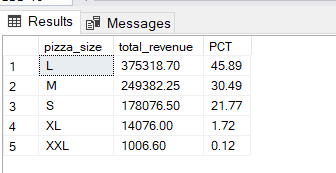 Results Messages
pizza_size total_revenue PCT
1 L 375318.70 45.89
2 M 249382.25 30.49
3 S 178076.50 21.77
4 XL 14076.00 1.72
5 XXL 1006.60 0.12